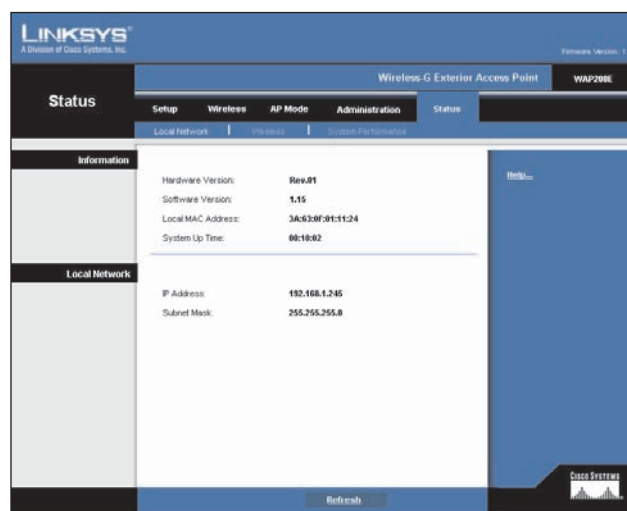 LINKSYS®
A Division of Cisco Systems, Inc.
Firmware Version: 1
Wireless-G Exterior Access Point WAP200E
Status
Setup Wireless AP Mode Administration Status
Local Network | Wireless | System Performance
Information
Hardware Version: Rev.01
Software Version: 1.15
Local MAC Address: 3A:63:0F:01:11:24
System Up Time: 00:10:02
Help...
Local Network
IP Address: 192.168.1.245
Subnet Mask: 255.255.255.0
Refresh
CISCO SYSTEMS